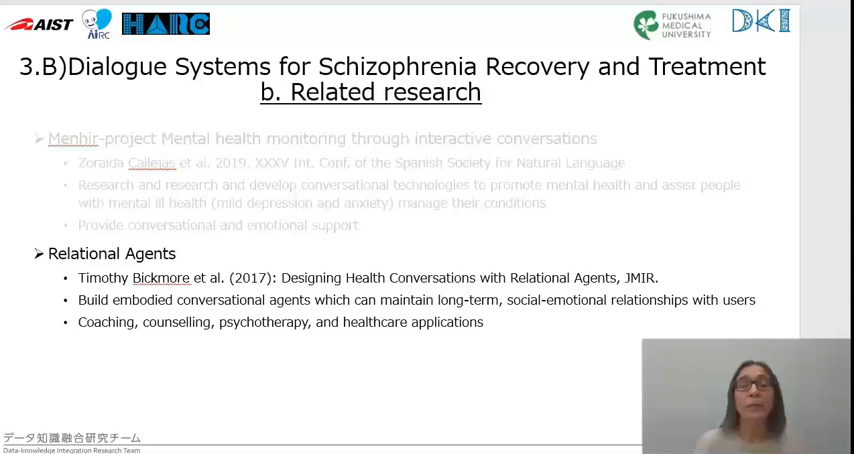 AIST
AIRC
HARC
FUKUSHIMA
MEDICAL
UNIVERSITY
DKI
3.B)Dialogue Systems for Schizophrenia Recovery and Treatment
b. Related research
➢ Menhir-project Mental health monitoring through interactive conversations
• Zoraida Callejas et al. 2019, XXXV Int. Conf. of the Spanish Society for Natural Language
• Research and research and develop conversational technologies to promote mental health and assist people
with mental ill health (mild depression and anxiety) manage their conditions
• Provide conversational and emotional support
➢ Relational Agents
• Timothy Bickmore et al. (2017): Designing Health Conversations with Relational Agents, JMIR.
• Build embodied conversational agents which can maintain long-term, social-emotional relationships with users
• Coaching, counselling, psychotherapy, and healthcare applications
データ知識融合研究チーム
Data-knowledge Integration Research Team